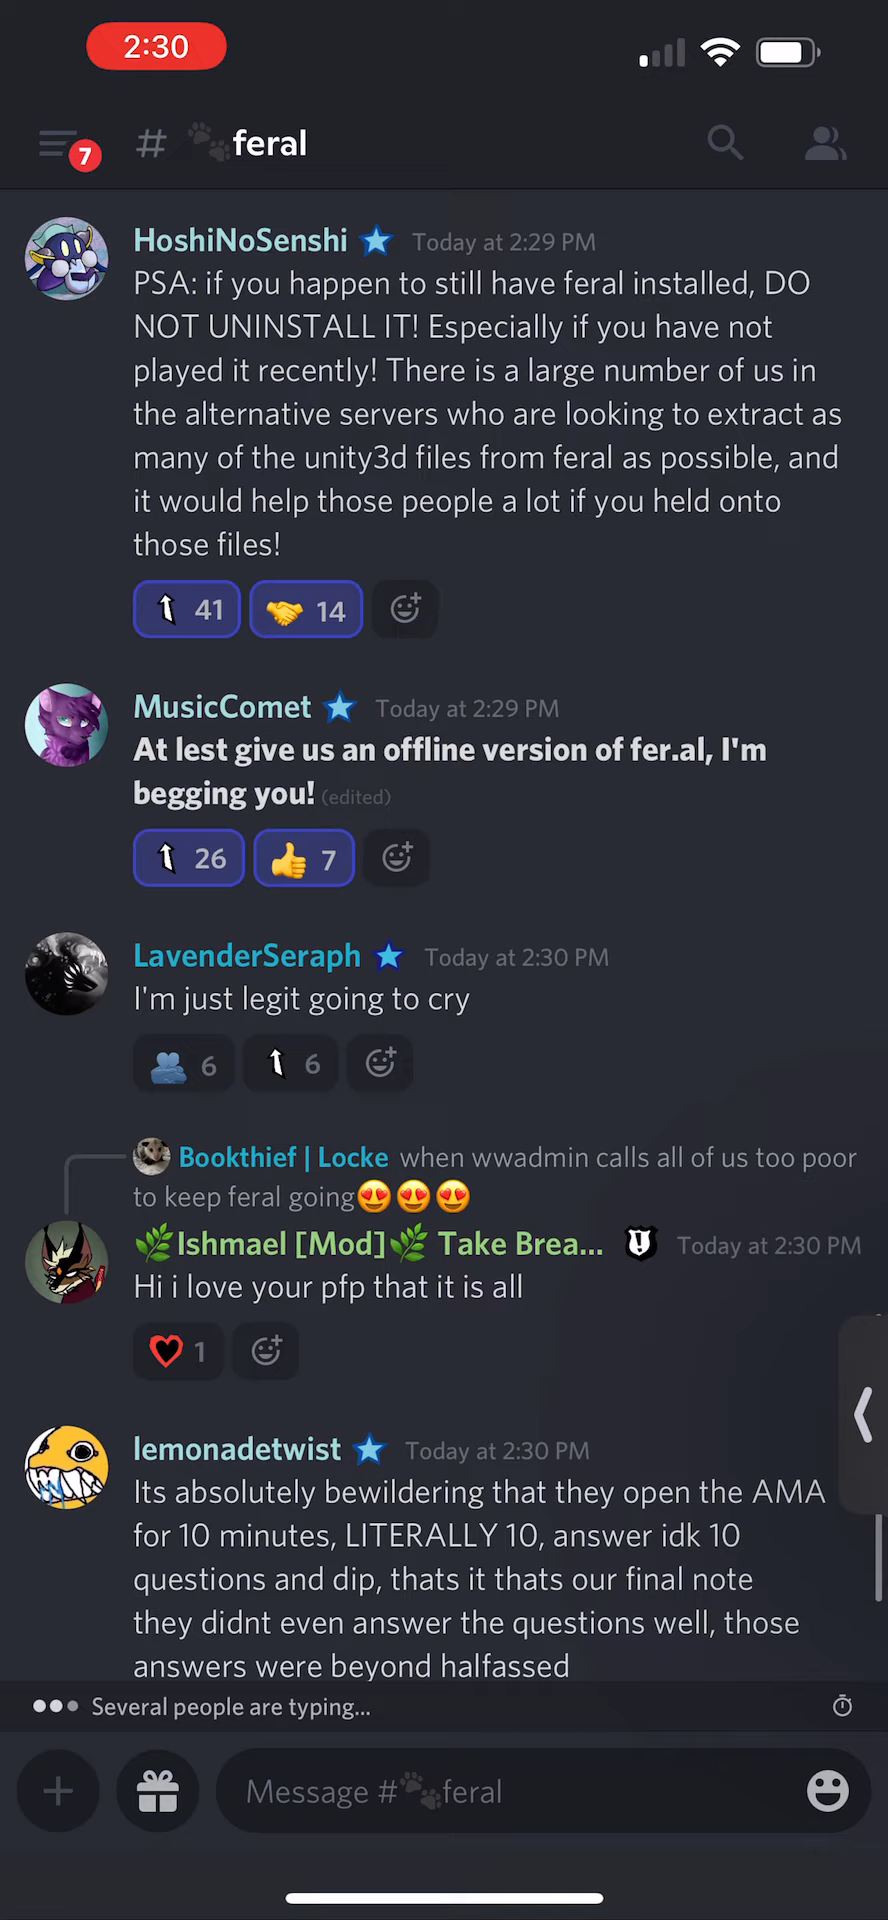 2:30
7
# feral
HoshiNoSenshi Today at 2:29 PM
PSA: if you happen to still have feral installed, DO
NOT UNINSTALL IT! Especially if you have not
played it recently! There is a large number of us in
the alternative servers who are looking to extract as
many of the unity3d files from feral as possible, and
it would help those people a lot if you held onto
those files!
41 14
MusicComet Today at 2:29 PM
At lest give us an offline version of fer.al, I'm
begging you! (edited)
26 7
LavenderSeraph Today at 2:30 PM
I'm just legit going to cry
6 6
Bookthief | Locke when wwadmin calls all of us too poor
to keep feral going😍😍😍
🌿Ishmael [Mod]🌿 Take Brea... Today at 2:30 PM
Hi i love your pfp that it is all
1
lemonadetwist Today at 2:30 PM
Its absolutely bewildering that they open the AMA
for 10 minutes, LITERALLY 10, answer idk 10
questions and dip, thats it thats our final note
they didnt even answer the questions well, those
answers were beyond halfassed
Several people are typing...
Message #🐾feral